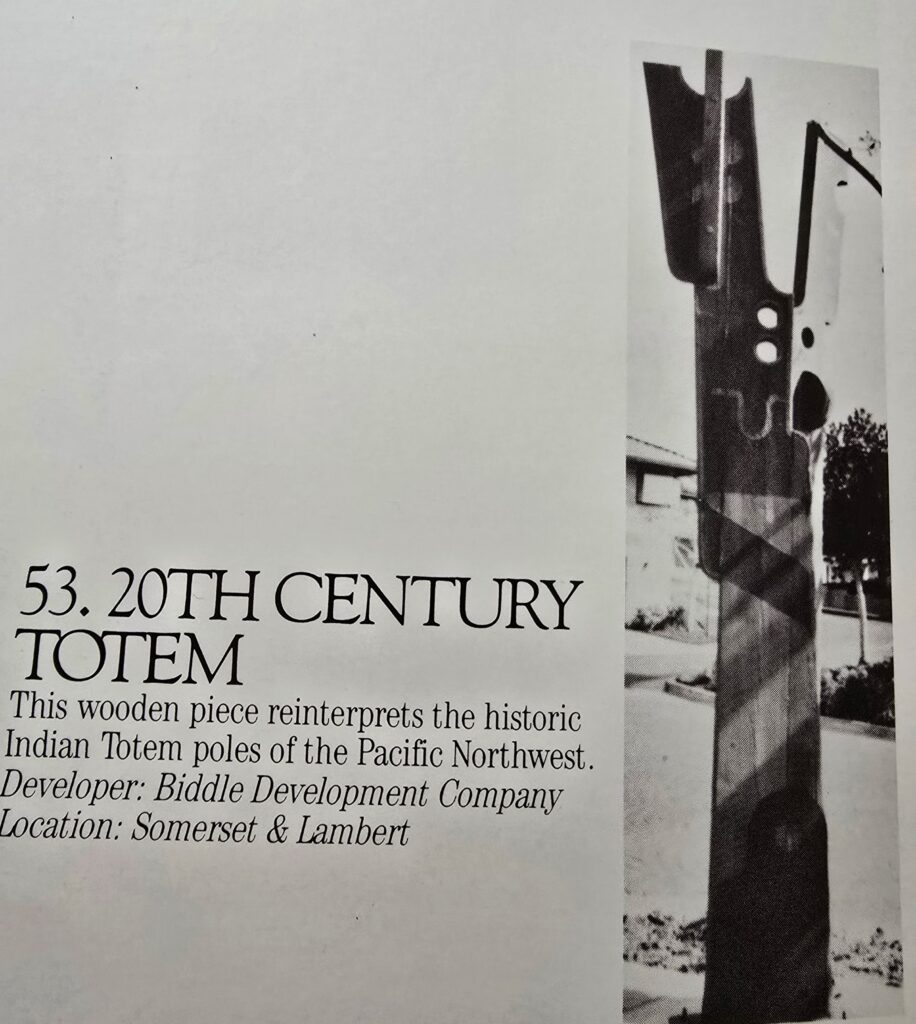 53. 20TH CENTURY
TOTEM
This wooden piece reinterprets the historic
Indian Totem poles of the Pacific Northwest.
Developer: Biddle Development Company
Location: Somerset & Lambert